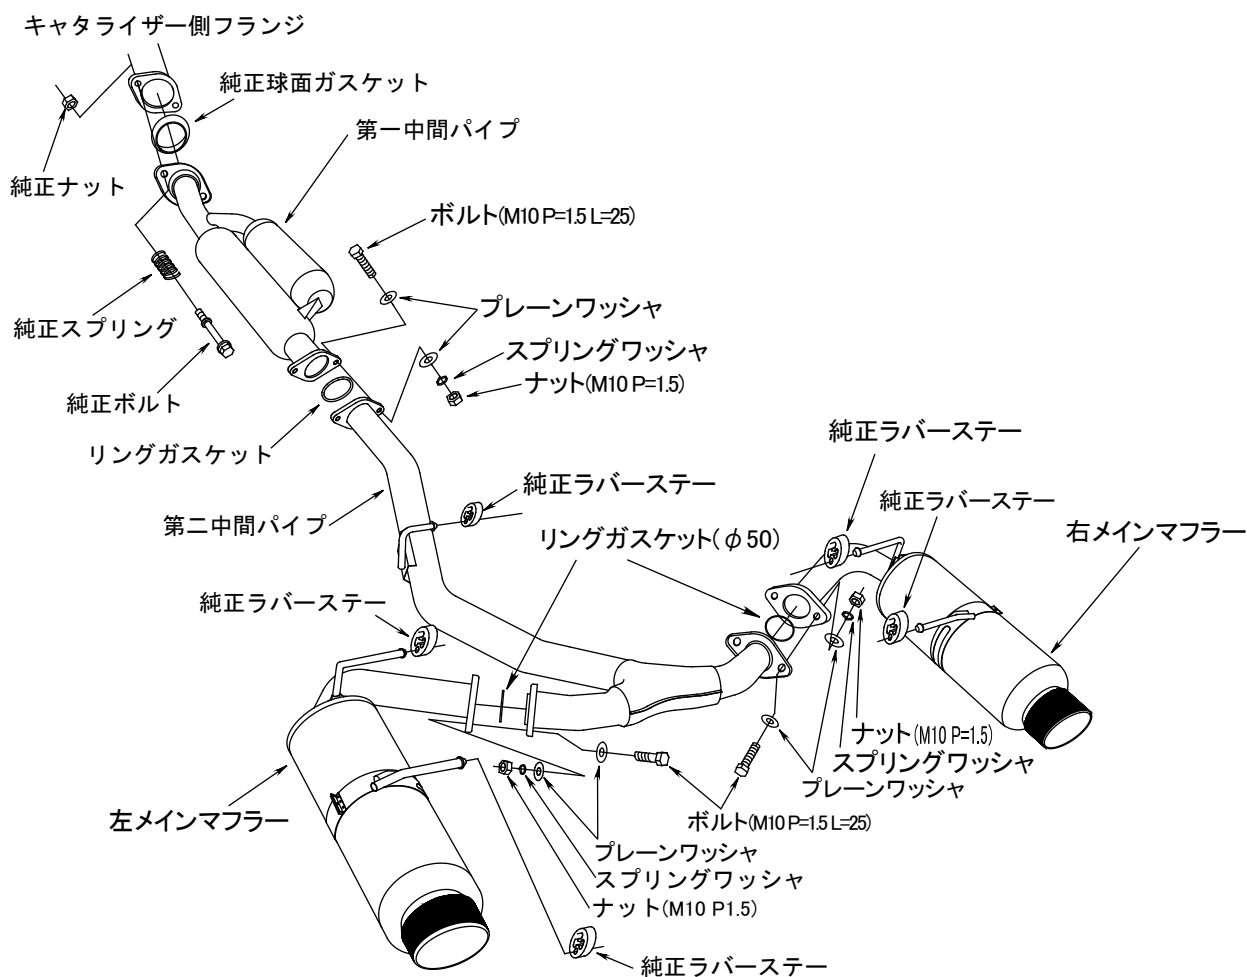 キャタライザー側フランジ
純正球面ガスケット
第一中間パイプ
純正ナット
ボルト(M10 P=1.5 L=25)
プレーンワッシャ
純正スプリング
スプリングワッシャ
ナット(M10 P=1.5)
純正ボルト
リングガスケット
純正ラバーステー
純正ラバーステー
純正ラバーステー
第二中間パイプ
右メインマフラー
リングガスケット(φ50)
純正ラバーステー
ナット(M10 P=1.5)
スプリングワッシャ
プレーンワッシャ
左メインマフラー
ボルト(M10 P=1.5 L=25)
プレーンワッシャ
スプリングワッシャ
ナット(M10 P1.5)
純正ラバーステー